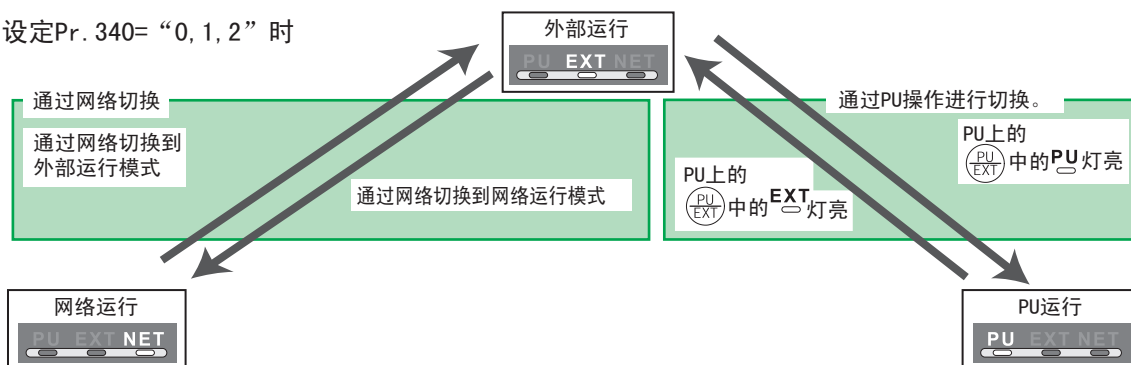 设定Pr. 340= “0, 1, 2” 时
外部运行
PU EXT NET
通过网络切换
通过网络切换到
外部运行模式
通过网络切换到网络运行模式
通过PU操作进行切换。
PU上的
PU/EXT 中的PU灯亮
PU上的
PU/EXT 中的EXT灯亮
网络运行
PU EXT NET
PU运行
PU EXT NET